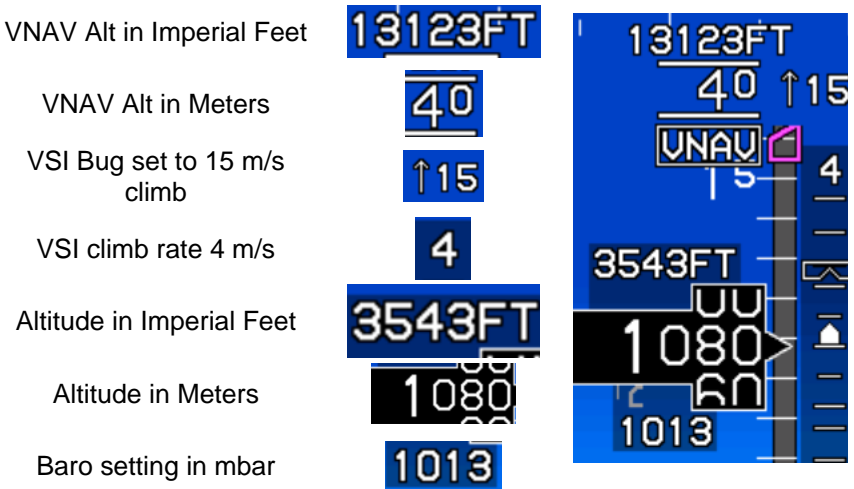 VNAV Alt in Imperial Feet
13123FT
VNAV Alt in Meters
40
VSI Bug set to 15 m/s
climb
↑15
VSI climb rate 4 m/s
4
Altitude in Imperial Feet
3543FT
Altitude in Meters
1080
Baro setting in mbar
1013
13123FT
40
↑15
VNAV
15
4
3543FT
1080
1013